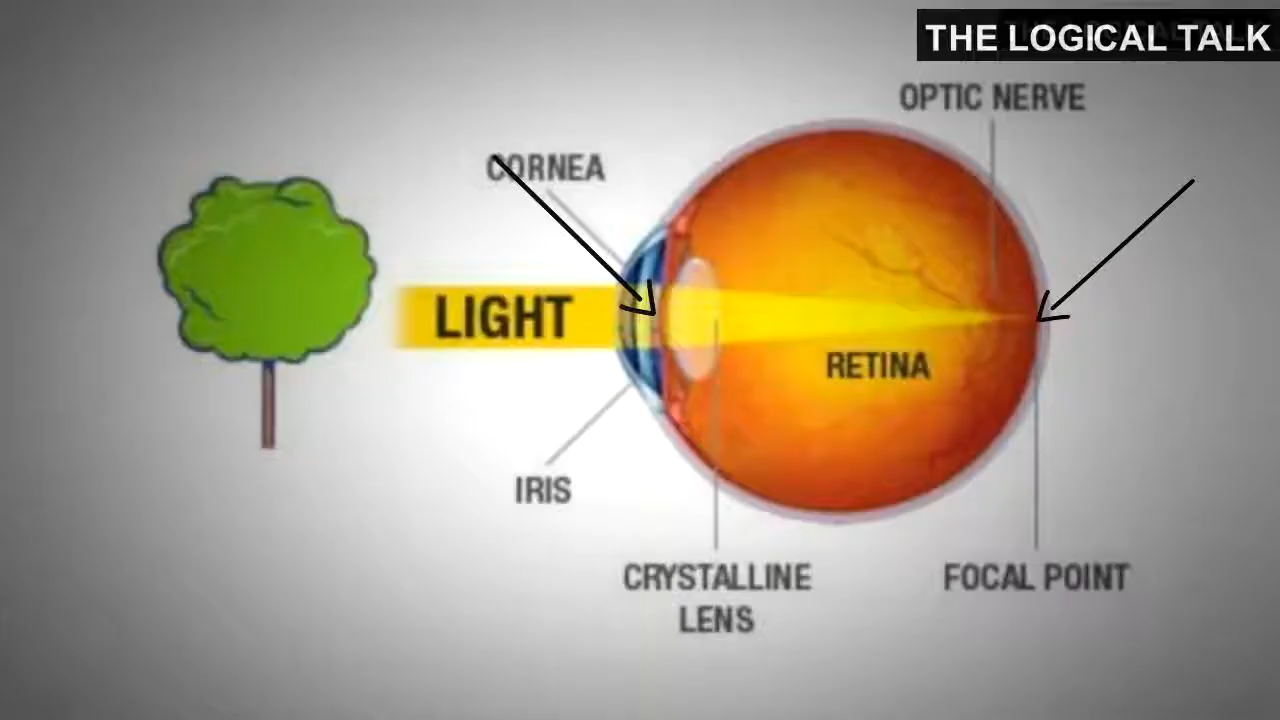 THE LOGICAL TALK
OPTIC NERVE
CORNEA
LIGHT
RETINA
IRIS
CRYSTALLINE
LENS
FOCAL POINT